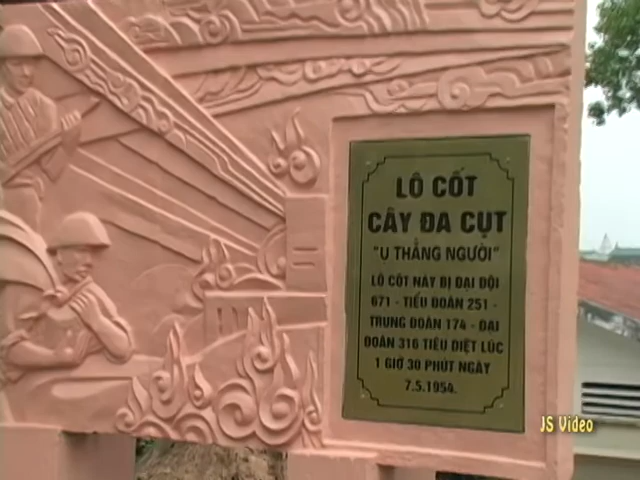 LÔ CỐT
CÂY ĐA CỤT
"U THẰNG NGƯỜI"
LÔ CỐT NÀY BỊ ĐẠI ĐỘI
671 - TIỂU ĐOÀN 251 -
TRUNG ĐOÀN 174 - ĐẠI
ĐOÀN 316 TIÊU DIỆT LÚC
1 GIỜ 30 PHÚT NGÀY
7.5.1954.
JS Video